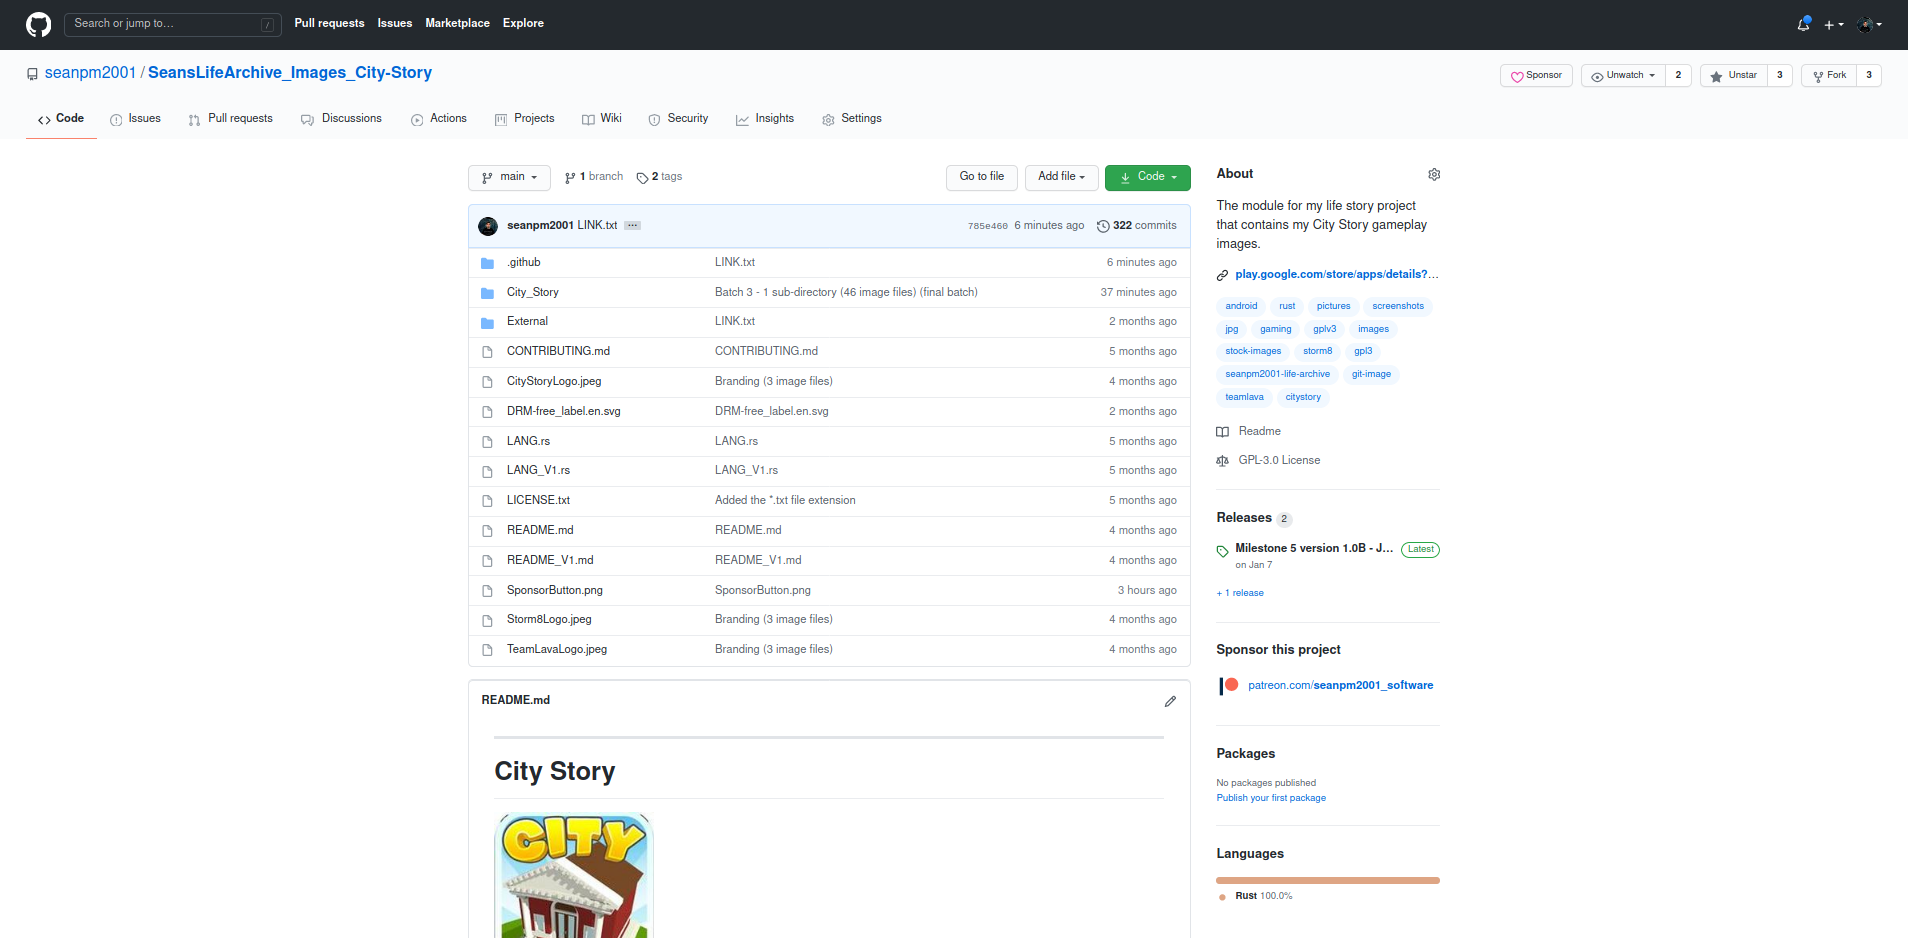 Search or jump to… /
Pull requests Issues Marketplace Explore
seanpm2001 / SeansLifeArchive_Images_City-Story
Sponsor Unwatch 2 Unstar 3 Fork 3
Code Issues Pull requests Discussions Actions Projects Wiki Security Insights Settings
main 1 branch 2 tags Go to file Add file Code
seanpm2001 LINK.txt ... 785e460 6 minutes ago 322 commits
.github LINK.txt 6 minutes ago
City_Story Batch 3 - 1 sub-directory (46 image files) (final batch) 37 minutes ago
External LINK.txt 2 months ago
CONTRIBUTING.md CONTRIBUTING.md 5 months ago
CityStoryLogo.jpeg Branding (3 image files) 4 months ago
DRM-free_label.en.svg DRM-free_label.en.svg 2 months ago
LANG.rs LANG.rs 5 months ago
LANG_V1.rs LANG_V1.rs 5 months ago
LICENSE.txt Added the *.txt file extension 5 months ago
README.md README.md 4 months ago
README_V1.md README_V1.md 4 months ago
SponsorButton.png SponsorButton.png 3 hours ago
Storm8Logo.jpeg Branding (3 image files) 4 months ago
TeamLavaLogo.jpeg Branding (3 image files) 4 months ago
README.md
City Story
CITY
About
The module for my life story project
that contains my City Story gameplay
images.
play.google.com/store/apps/details?…
android rust pictures screenshots
jpg gaming gplv3 images
stock-images storm8 gpl3
seanpm2001-life-archive git-image
teamlava citystory
Readme
GPL-3.0 License
Releases 2
Milestone 5 version 1.0B - J... Latest
on Jan 7
+ 1 release
Sponsor this project
patreon.com/seanpm2001_software
Packages
No packages published
Publish your first package
Languages
Rust 100.0%